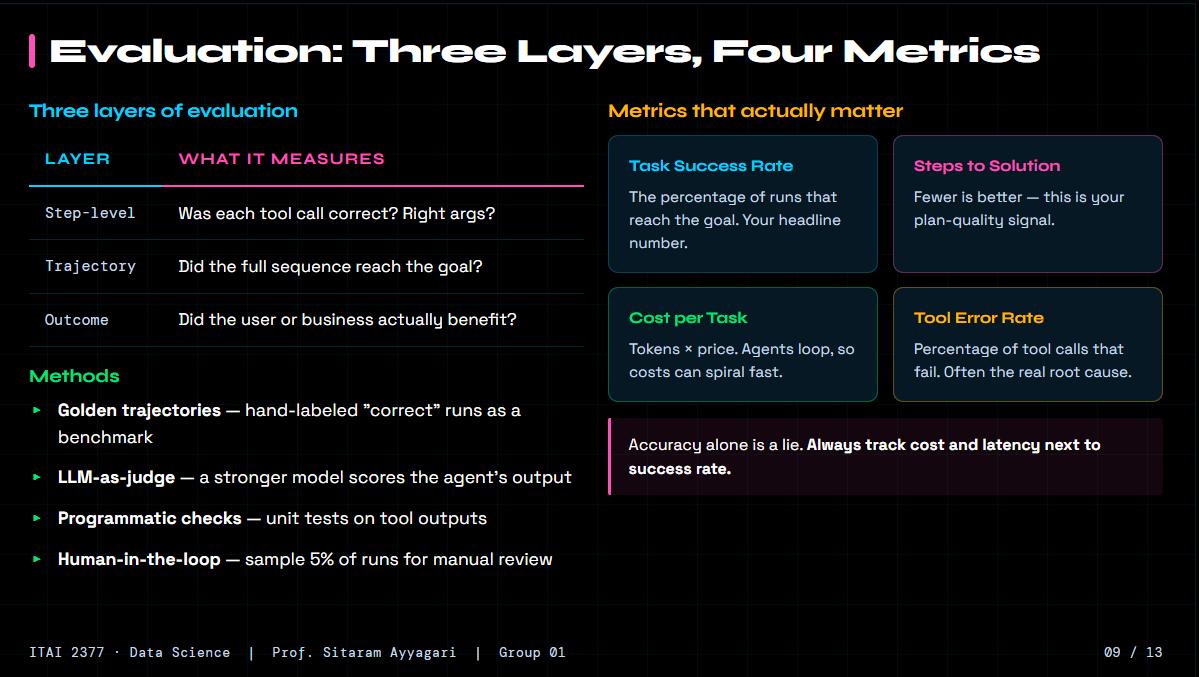 Evaluation: Three Layers, Four Metrics
Three layers of evaluation
LAYER WHAT IT MEASURES
Step-level Was each tool call correct? Right args?
Trajectory Did the full sequence reach the goal?
Outcome Did the user or business actually benefit?
Methods
▸ Golden trajectories — hand-labeled ”correct” runs as a
benchmark
▸ LLM-as-judge — a stronger model scores the agent’s output
▸ Programmatic checks — unit tests on tool outputs
▸ Human-in-the-loop — sample 5% of runs for manual review
Metrics that actually matter
Task Success Rate
The percentage of runs that
reach the goal. Your headline
number.
Steps to Solution
Fewer is better — this is your
plan-quality signal.
Cost per Task
Tokens × price. Agents loop, so
costs can spiral fast.
Tool Error Rate
Percentage of tool calls that
fail. Often the real root cause.
Accuracy alone is a lie. Always track cost and latency next to
success rate.
ITAI 2377 · Data Science | Prof. Sitaram Ayyagari | Group 01
09 / 13